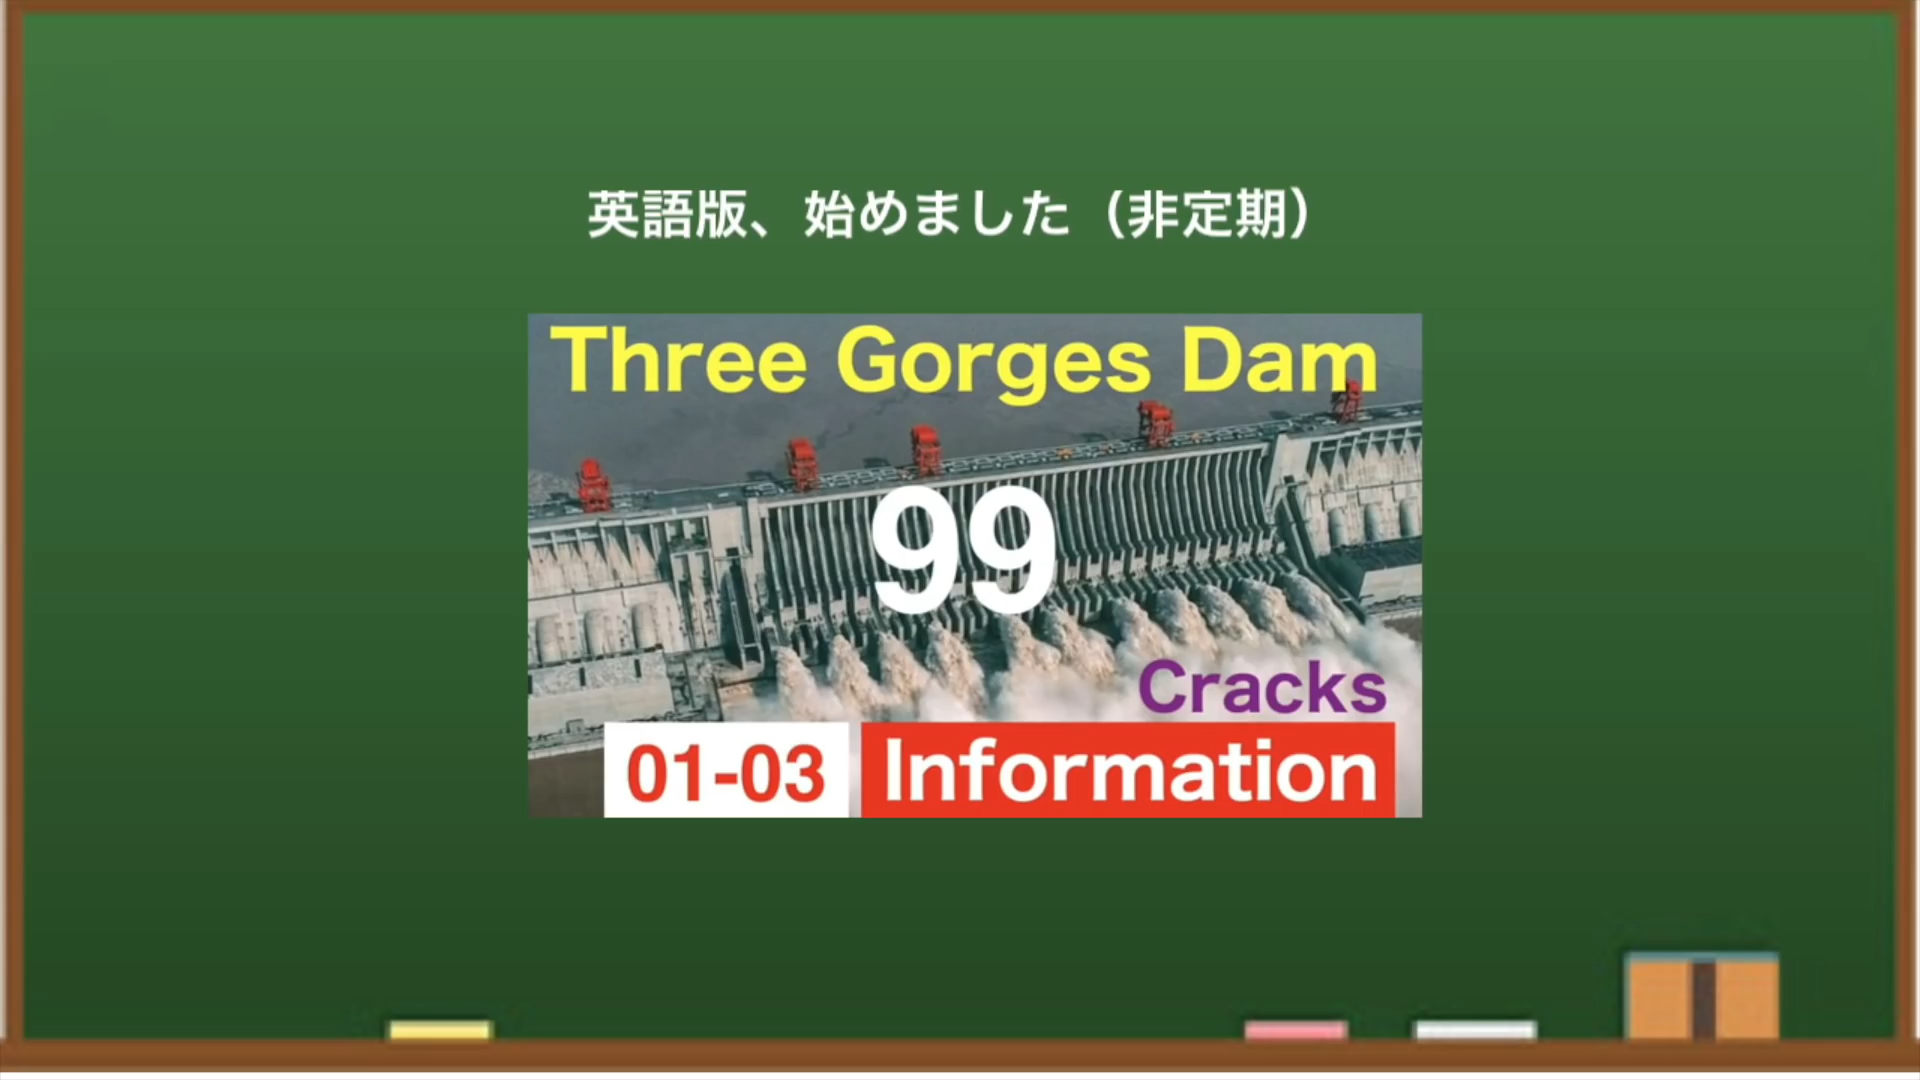 英語版、始めました（非定期）
Three Gorges Dam
99
Cracks
01-03 Information